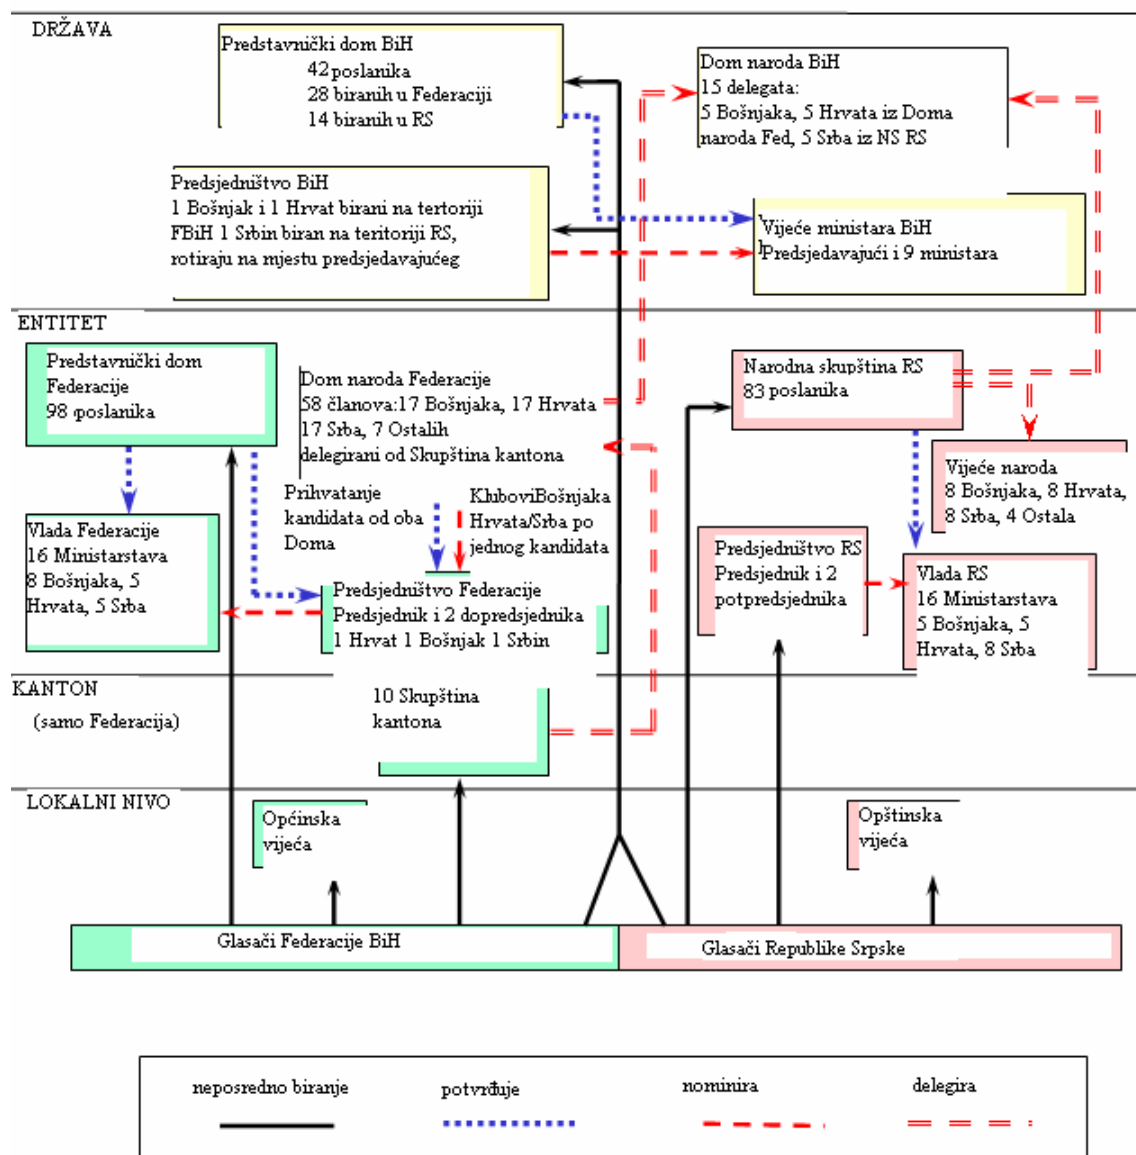 DRŽAVA
Predstavnički dom BiH
42 poslanika
28 biranih u Federaciji
14 biranih u RS
Dom naroda BiH
15 delegata:
5 Bošnjaka, 5 Hrvata iz Doma
naroda Fed, 5 Srba iz NS RS
Predsjedništvo BiH
1 Bošnjak i 1 Hrvat birani na tertoriji
FBiH 1 Srbin biran na teritoriji RS,
rotiraju na mjestu predsjedavajućeg
Vijeće ministara BiH
Predsjedavajući i 9 ministara
ENTITET
Predstavnički dom
Federacije
98 poslanika
Dom naroda Federacije
58 članova:17 Bošnjaka, 17 Hrvata
17 Srba, 7 Ostalih
delegirani od Skupština kantona
Narodna skupština RS
83 poslanika
Vijeće naroda
8 Bošnjaka, 8 Hrvata,
8 Srba, 4 Ostala
Prihvatanje
kandidata od oba
Doma
KluboviBošnjaka
Hrvata/Srba po
jednog kandidata
Vlada Federacije
16 Ministarstava
8 Bošnjaka, 5
Hrvata, 5 Srba
Predsjedništvo Federacije
Predsjednik i 2 dopredsjednika
1 Hrvat 1 Bošnjak 1 Srbin
Predsjedništvo RS
Predsjednik i 2
potpredsjednika
Vlada RS
16 Ministarstava
5 Bošnjaka, 5
Hrvata, 8 Srba
KANTON
(samo Federacija)
10 Skupština
kantona
LOKALNI NIVO
Općinska
vijeća
Opštinska
vijeća
Glasači Federacije BiH
Glasači Republike Srpske
neposredno biranje
potvrđuje
nominira
delegira